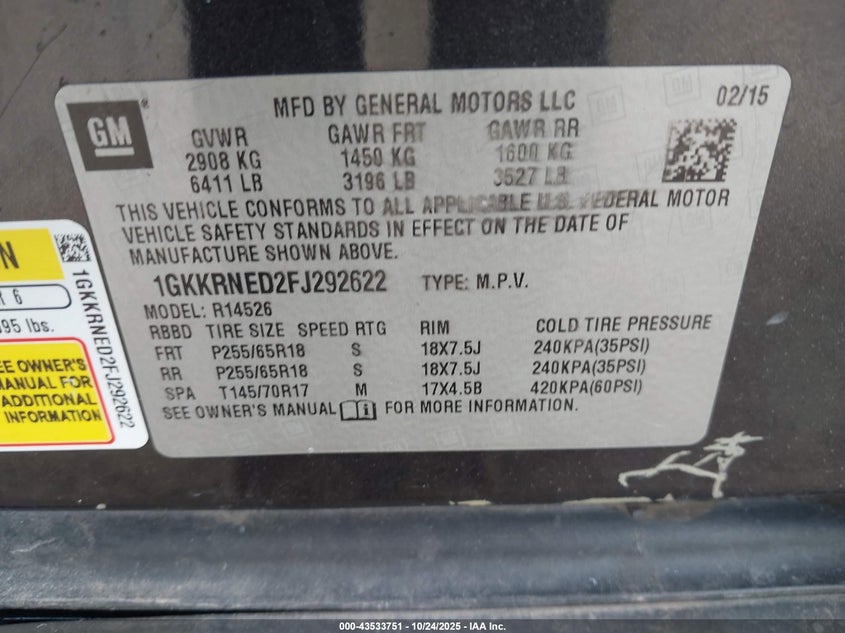 GM ®
MFD BY GENERAL MOTORS LLC 02/15
GVWR GAWR FRT GAWR RR
2908 KG 1450 KG 1600 KG
6411 LB 3196 LB 3527 LB
THIS VEHICLE CONFORMS TO ALL APPLICABLE U.S. FEDERAL MOTOR
VEHICLE SAFETY STANDARDS IN EFFECT ON THE DATE OF
MANUFACTURE SHOWN ABOVE.
1GKKRNED2FJ292622 TYPE: M.P.V.
MODEL: R14526
RBBD TIRE SIZE SPEED RTG RIM COLD TIRE PRESSURE
FRT P255/65R18 S 18X7.5J 240KPA(35PSI)
RR P255/65R18 S 18X7.5J 240KPA(35PSI)
SPA T145/70R17 M 17X4.5B 420KPA(60PSI)
SEE OWNER'S MANUAL FOR MORE INFORMATION.
N
6
95 lbs.
EE OWNER'S
MANUAL FOR
ADDITIONAL
INFORMATION
1GKKRNED2FJ292622
000-43533751 - 10/24/2025 - IAA Inc.